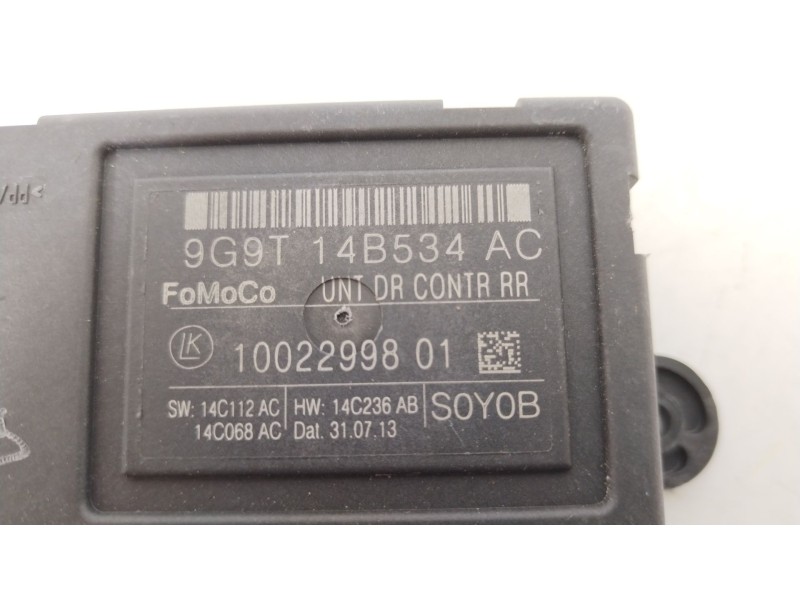 9G9T 14B534 AC
FoMoCo UNT DR CONTR RR
LK 10022998 01
SW: 14C112 AC HW: 14C236 AB S0Y0B
14C068 AC Dat. 31.07.13